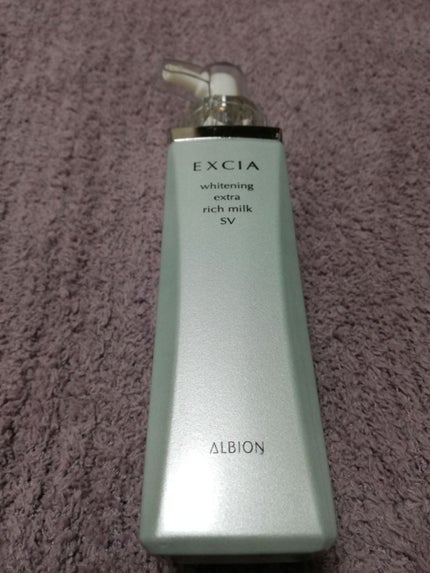 EXCIA
whitening
extra
rich milk
SV
ALBION